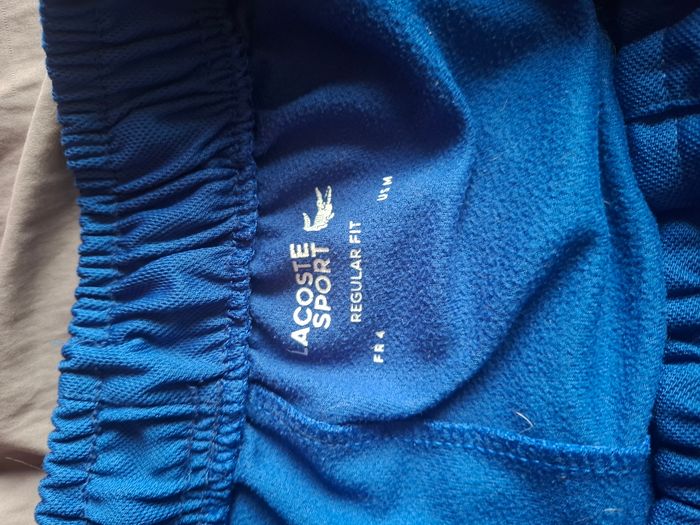 LACOSTE
SPORT
REGULAR FIT
FR 4 US M